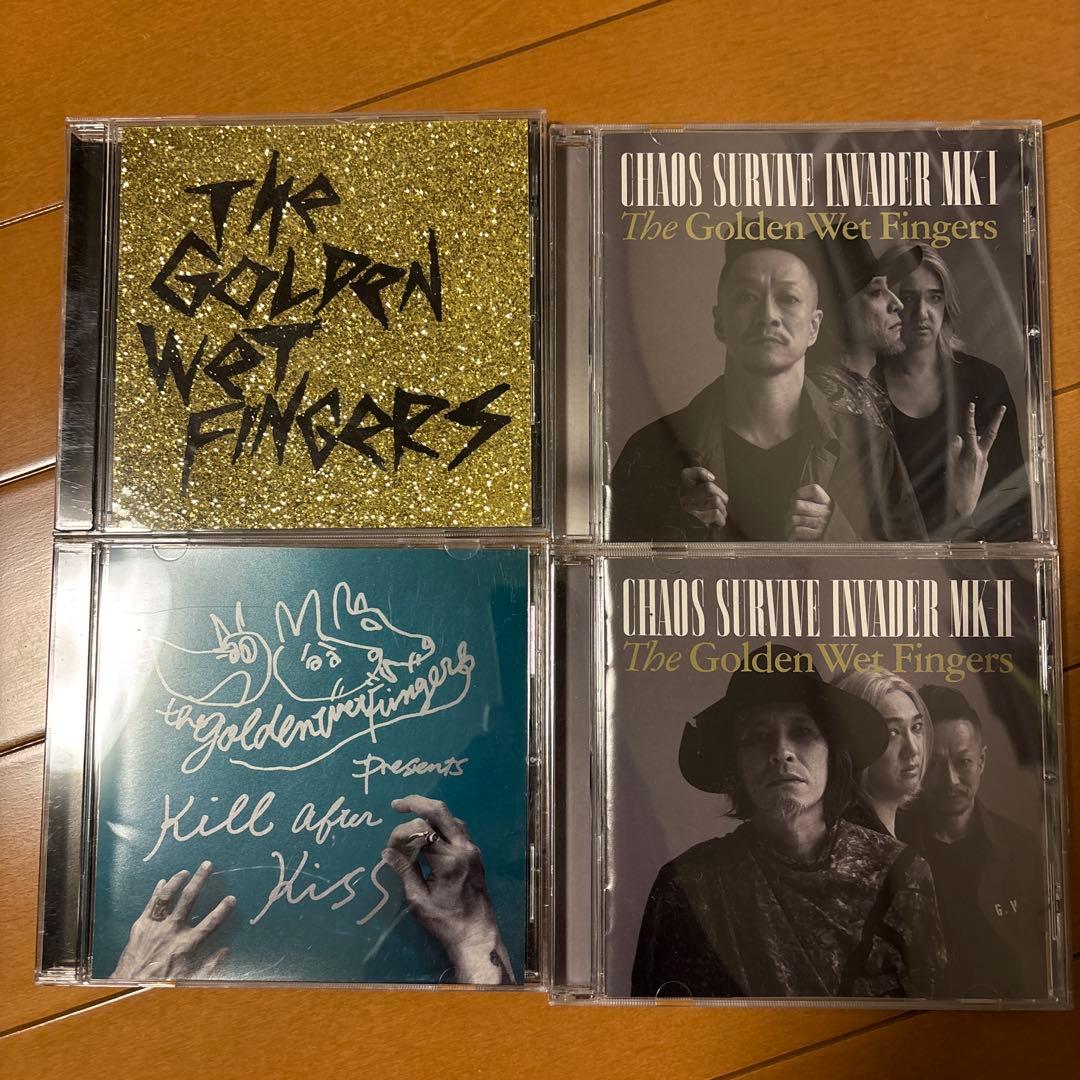 The
Golden
Wet
Fingers
CHAOS SURVIVE INVADER MK-I
The Golden Wet Fingers
the golden wet fingers
presents
Kill After
Kiss
CHAOS SURVIVE INVADER MK-II
The Golden Wet Fingers
G.V